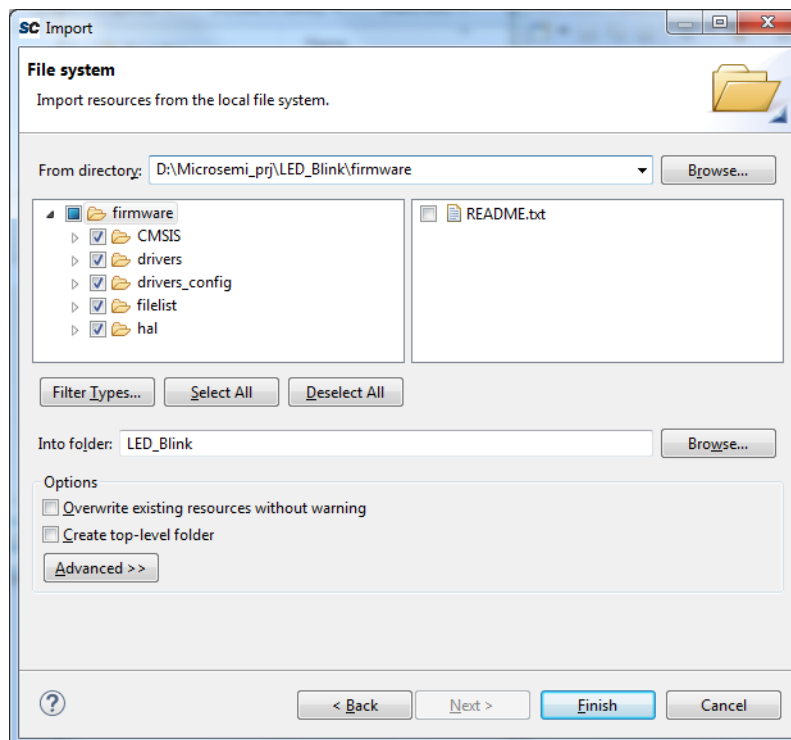 SC Import
File system
Import resources from the local file system.
From directory: D:\Microsemi_prj\LED_Blink\firmware Browse...
firmware
CMSIS
drivers
drivers_config
filelist
hal
README.txt
Filter Types... Select All Deselect All
Into folder: LED_Blink Browse...
Options
Overwrite existing resources without warning
Create top-level folder
Advanced >>
? < Back Next > Finish Cancel